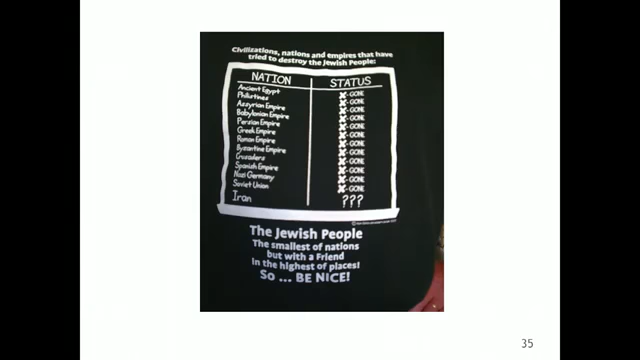 Civilizations, nations and empires that have
tried to destroy the Jewish People:
NATION STATUS
Ancient Egypt X - GONE
Philistines X - GONE
Assyrian Empire X - GONE
Babylonian Empire X - GONE
Persian Empire X - GONE
Greek Empire X - GONE
Roman Empire X - GONE
Byzantine Empire X - GONE
Crusaders X - GONE
Spanish Empire X - GONE
Nazi Germany X - GONE
Soviet Union X - GONE
Iran ???
The Jewish People
The smallest of nations
but with a Friend
in the highest of places!
So ... BE NICE!
35